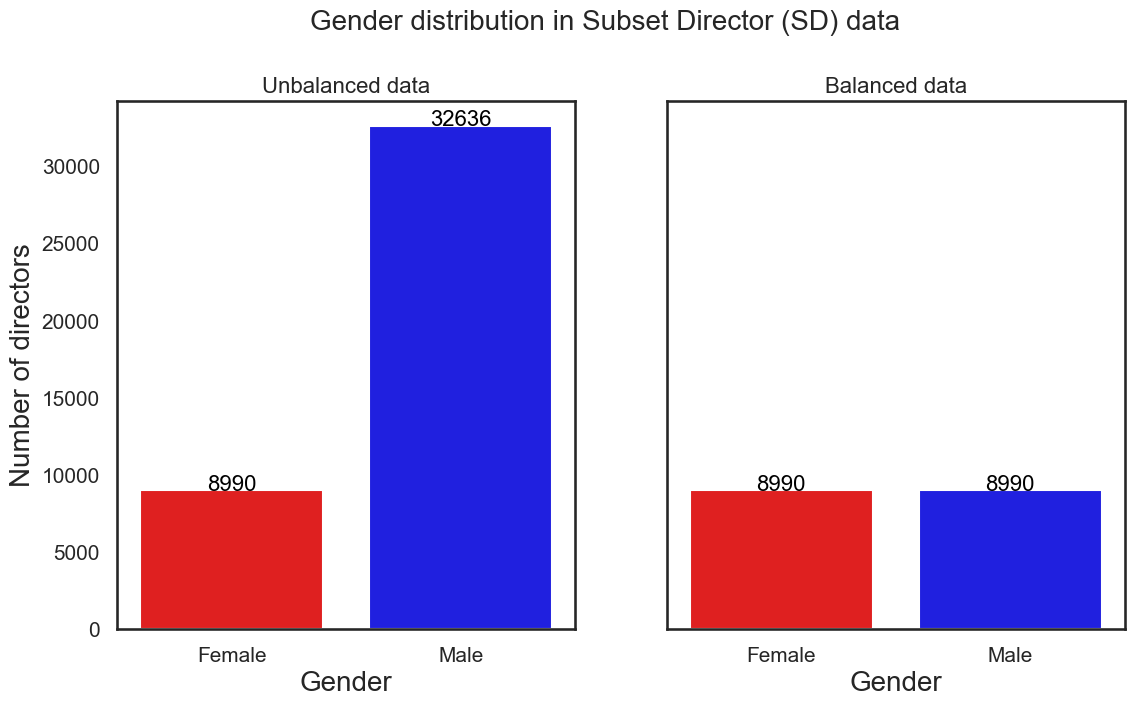 Gender distribution in Subset Director (SD) data
Unbalanced data
Balanced data
Number of directors
30000
25000
20000
15000
10000
5000
0
32636
8990
8990
8990
Female
Male
Female
Male
Gender
Gender